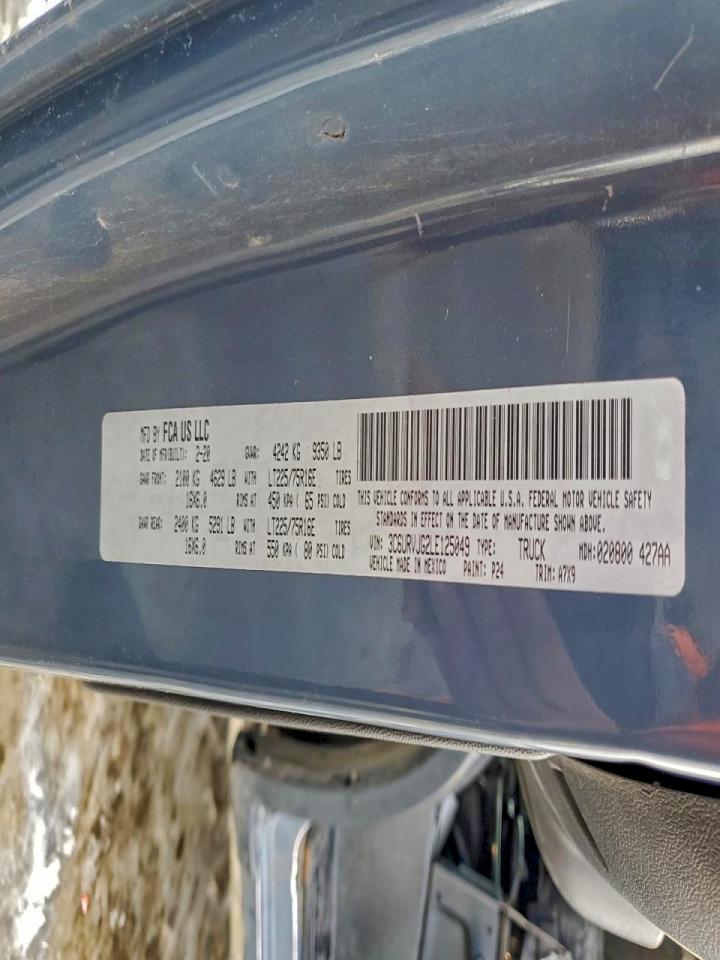 MFD BY FCA US LLC
DATE OF MFR(BUILT): 2-20 GVWR: 4242 KG 9350 LB
GAWR FRONT: 2100 KG 4629 LB WITH LT225/75R16E TIRES
16X6.0 RIMS AT 450 KPA ( 65 PSI) COLD
GAWR REAR: 2400 KG 5291 LB WITH LT225/75R16E TIRES
16X6.0 RIMS AT 550 KPA ( 80 PSI) COLD
THIS VEHICLE CONFORMS TO ALL APPLICABLE U.S.A. FEDERAL MOTOR VEHICLE SAFETY
STANDARDS IN EFFECT ON THE DATE OF MANUFACTURE SHOWN ABOVE.
VIN: 3C6URVJG2LE125049 TYPE: TRUCK MDH:020800 427AA
VEHICLE MADE IN MEXICO PAINT: P24 TRIM: A7X9